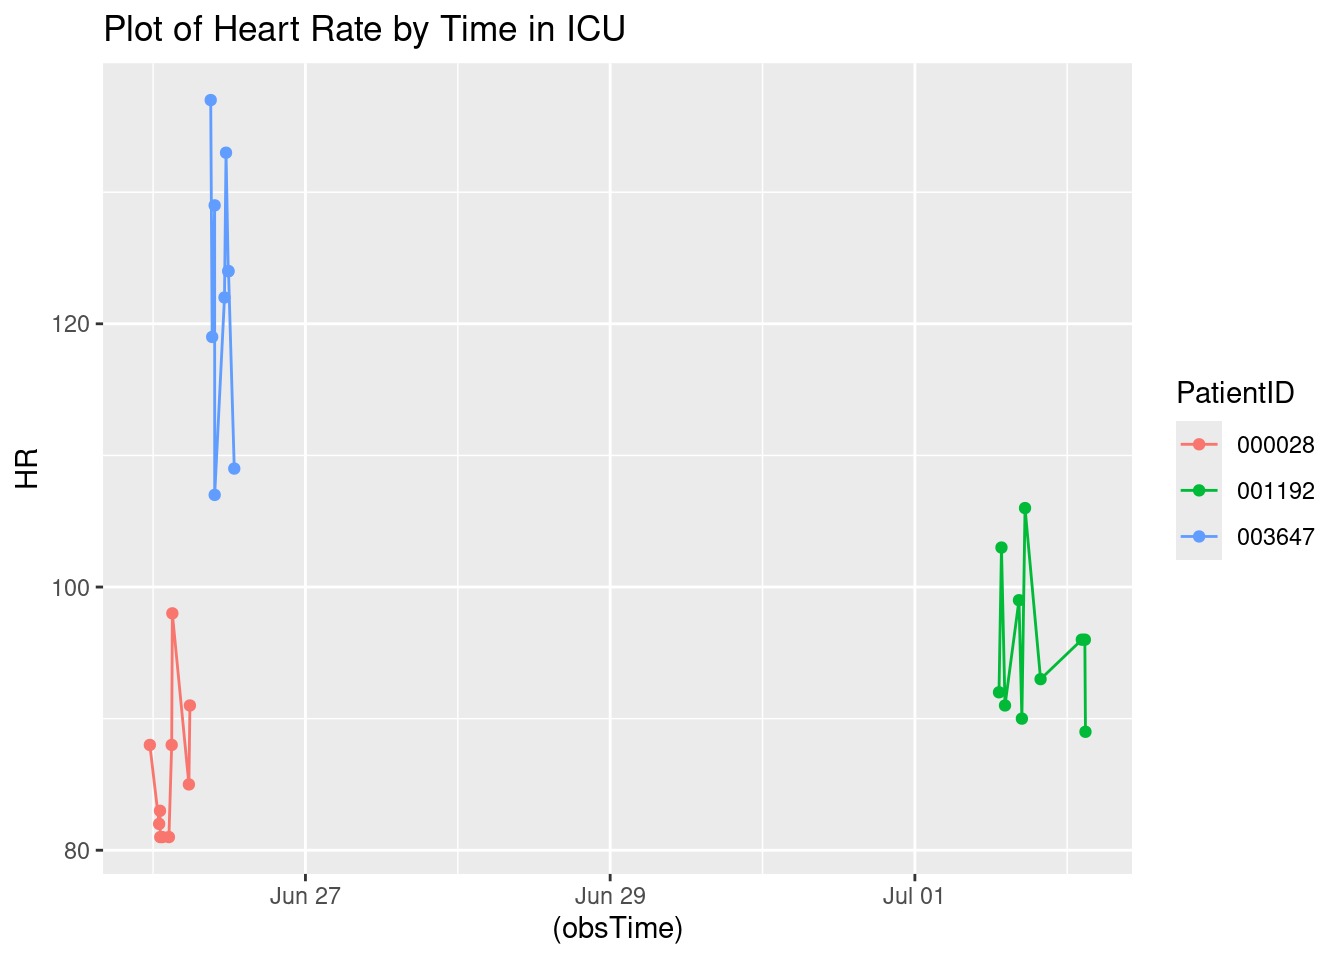 Plot of Heart Rate by Time in ICU
HR
120
100
80
Jun 27
Jun 29
Jul 01
(obsTime)
PatientID
000028
001192
003647